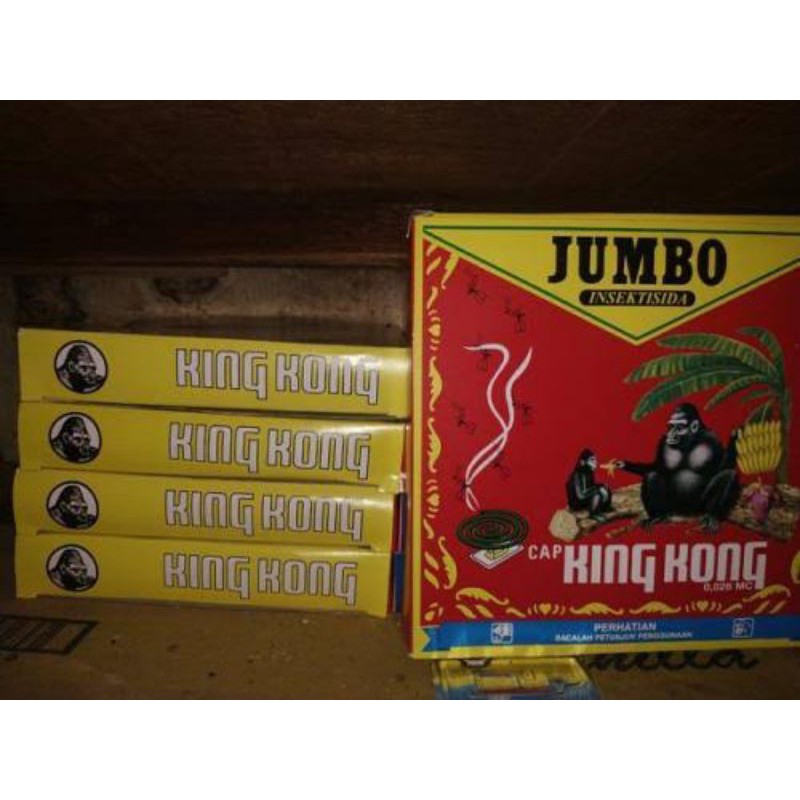 KING KONG
KING KONG
KING KONG
KING KONG
JUMBO
INSEKTISIDA
CAP KING KONG
0,026 MC
PERHATIAN
BACALAH PETUNJUK PENGGUNAAN